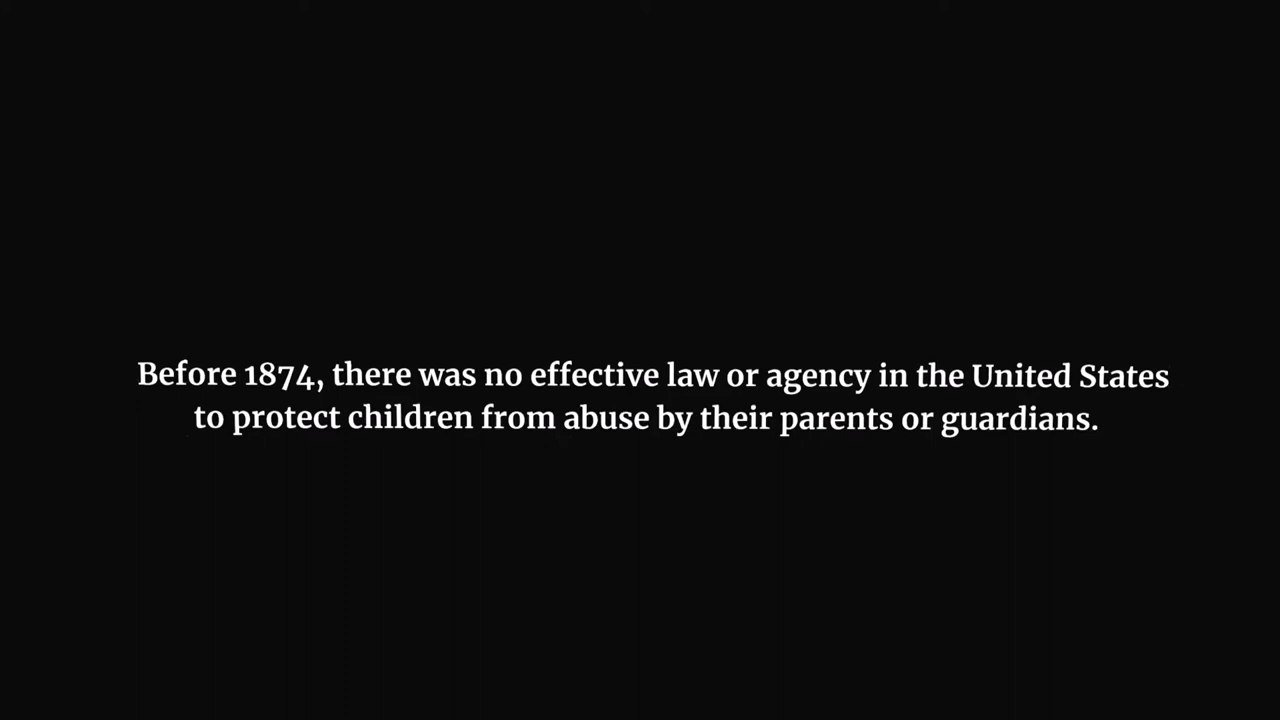 Before 1874, there was no effective law or agency in the United States
to protect children from abuse by their parents or guardians.